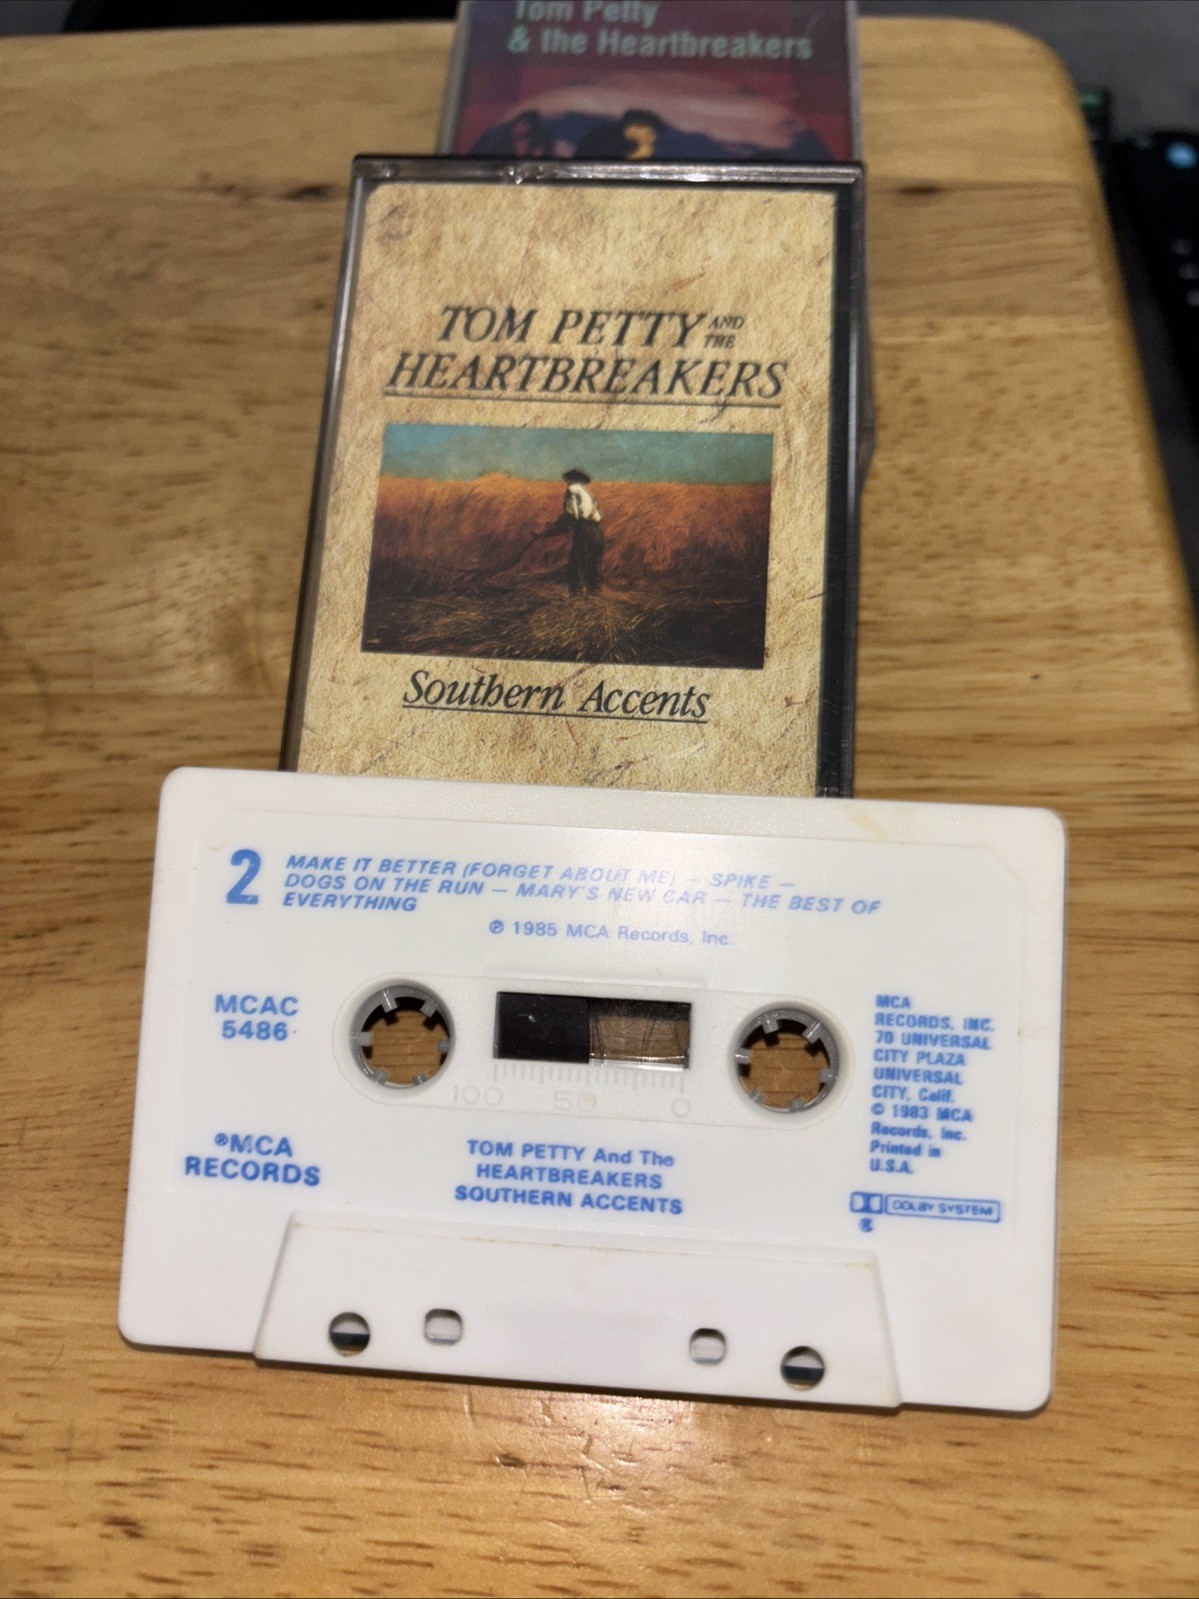 Tom Petty
& the Heartbreakers
TOM PETTY AND THE
HEARTBREAKERS
Southern Accents
2
MAKE IT BETTER (FORGET ABOUT ME) — SPIKE —
DOGS ON THE RUN — MARY'S NEW CAR — THE BEST OF
EVERYTHING
℗ 1985 MCA Records, Inc.
MCAC
5486
100 50 0
MCA
RECORDS, INC.
70 UNIVERSAL
CITY PLAZA
UNIVERSAL
CITY, Calif.
© 1983 MCA
Records, Inc.
Printed in
U.S.A.
®MCA
RECORDS
TOM PETTY And The
HEARTBREAKERS
SOUTHERN ACCENTS
DOLBY SYSTEM
®